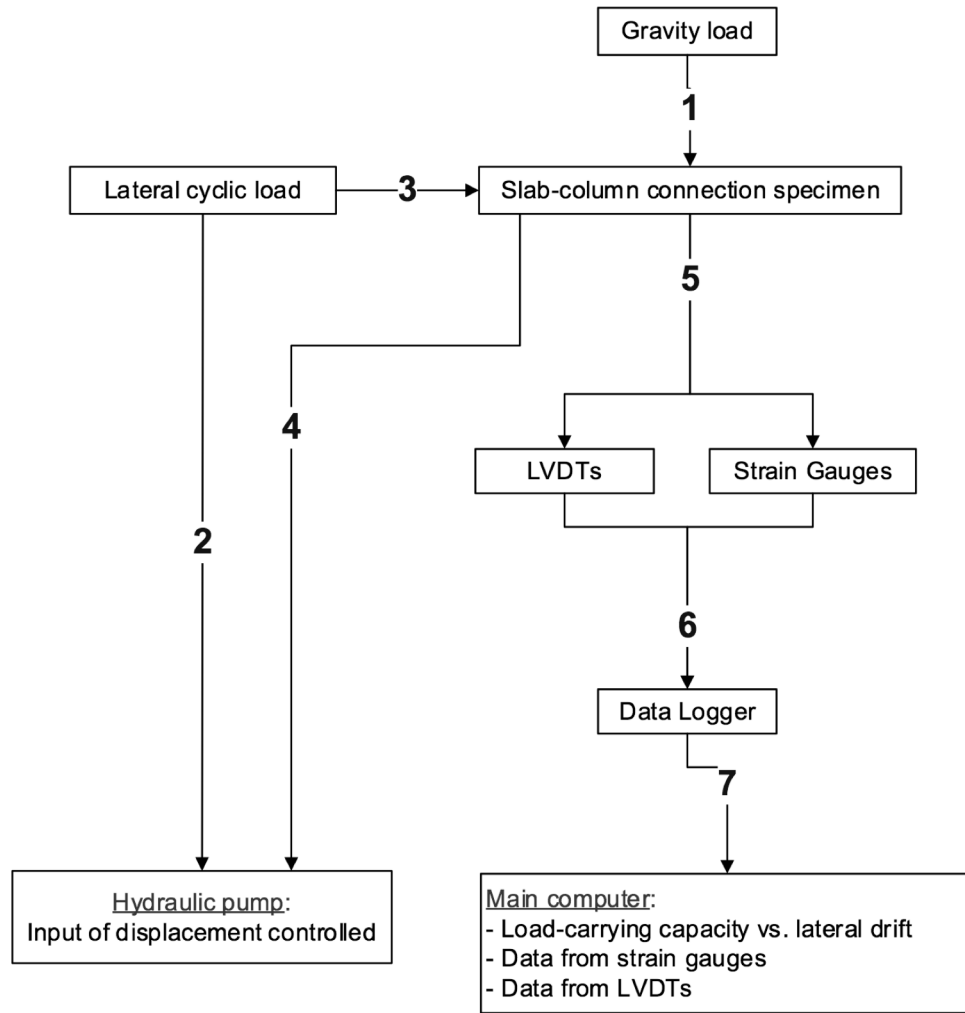 Gravity load
1
Lateral cyclic load
3
Slab-column connection specimen
5
4
LVDTs
Strain Gauges
2
6
Data Logger
7
Hydraulic pump:
Input of displacement controlled
Main computer:
- Load-carrying capacity vs. lateral drift
- Data from strain gauges
- Data from LVDTs